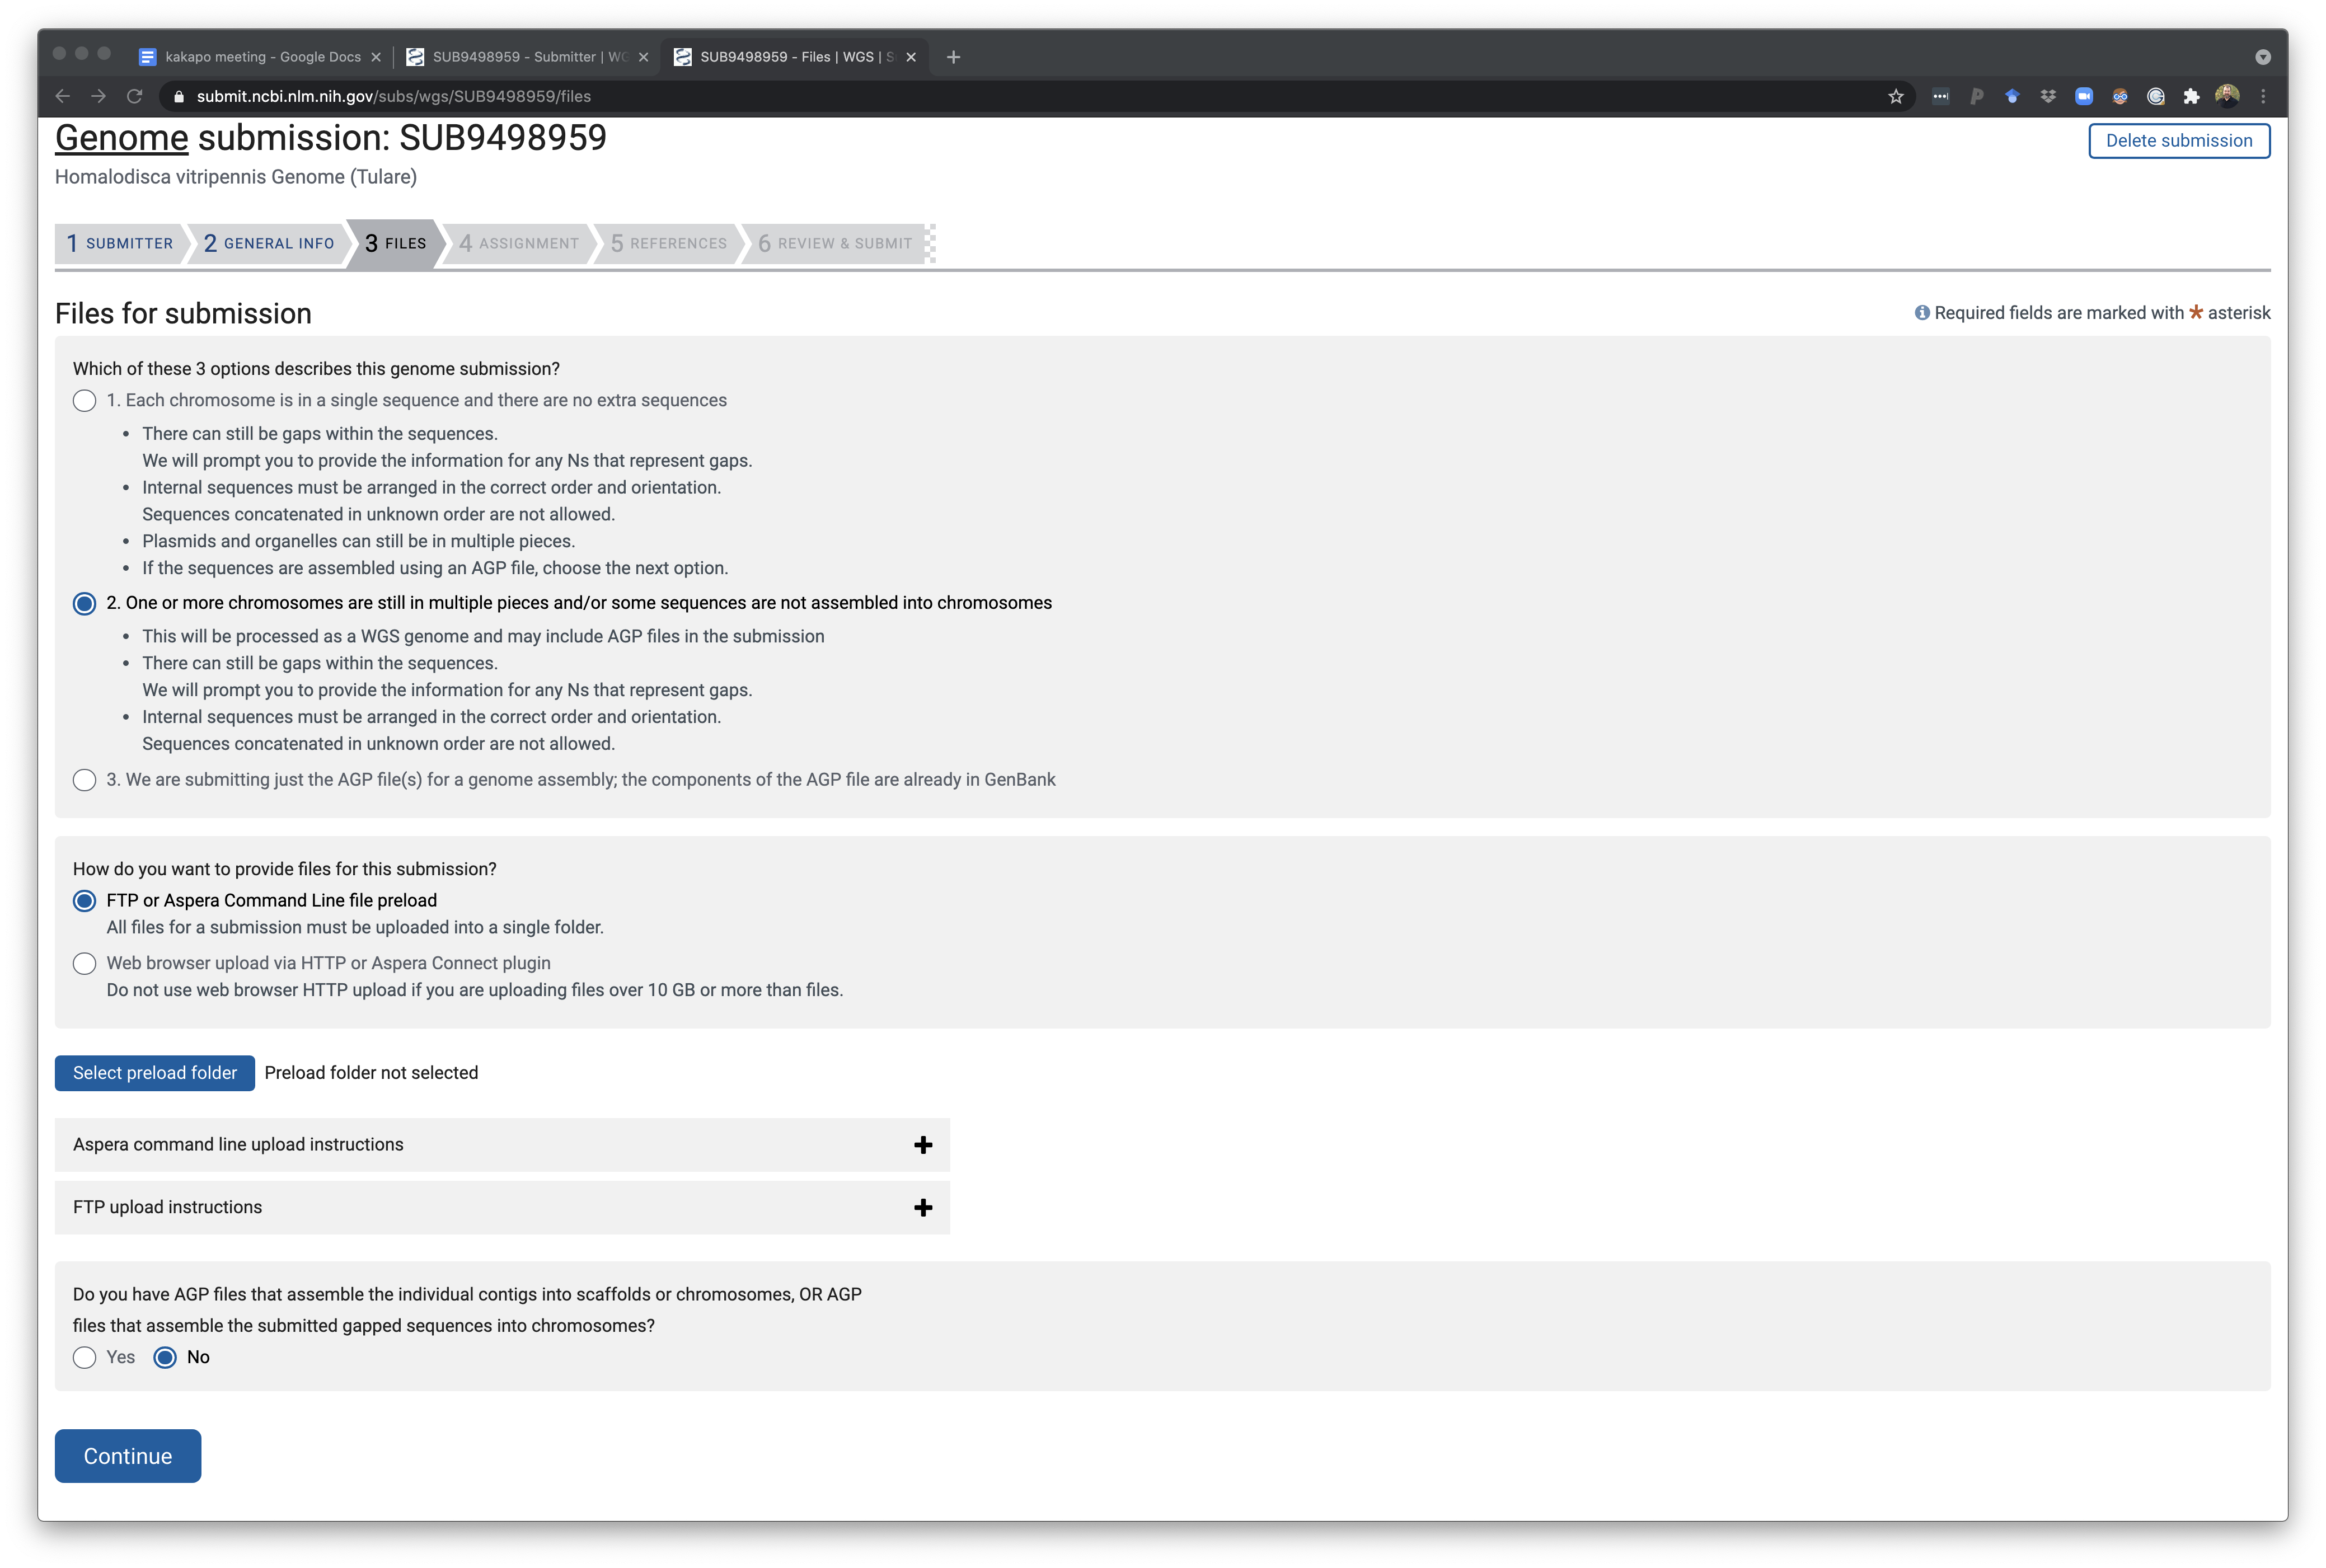 kakapo meeting - Google Docs
SUB9498959 - Submitter | WG
SUB9498959 - Files | WGS | S
submit.ncbi.nlm.nih.gov/subs/wgs/SUB9498959/files
Genome submission: SUB9498959
Delete submission
Homalodisca vitripennis Genome (Tulare)
1 SUBMITTER
2 GENERAL INFO
3 FILES
4 ASSIGNMENT
5 REFERENCES
6 REVIEW & SUBMIT
Files for submission
Required fields are marked with * asterisk
Which of these 3 options describes this genome submission?
1. Each chromosome is in a single sequence and there are no extra sequences
• There can still be gaps within the sequences.
We will prompt you to provide the information for any Ns that represent gaps.
• Internal sequences must be arranged in the correct order and orientation.
Sequences concatenated in unknown order are not allowed.
• Plasmids and organelles can still be in multiple pieces.
• If the sequences are assembled using an AGP file, choose the next option.
2. One or more chromosomes are still in multiple pieces and/or some sequences are not assembled into chromosomes
• This will be processed as a WGS genome and may include AGP files in the submission
• There can still be gaps within the sequences.
We will prompt you to provide the information for any Ns that represent gaps.
• Internal sequences must be arranged in the correct order and orientation.
Sequences concatenated in unknown order are not allowed.
3. We are submitting just the AGP file(s) for a genome assembly; the components of the AGP file are already in GenBank
How do you want to provide files for this submission?
FTP or Aspera Command Line file preload
All files for a submission must be uploaded into a single folder.
Web browser upload via HTTP or Aspera Connect plugin
Do not use web browser HTTP upload if you are uploading files over 10 GB or more than files.
Select preload folder
Preload folder not selected
Aspera command line upload instructions
FTP upload instructions
Do you have AGP files that assemble the individual contigs into scaffolds or chromosomes, OR AGP
files that assemble the submitted gapped sequences into chromosomes?
Yes
No
Continue